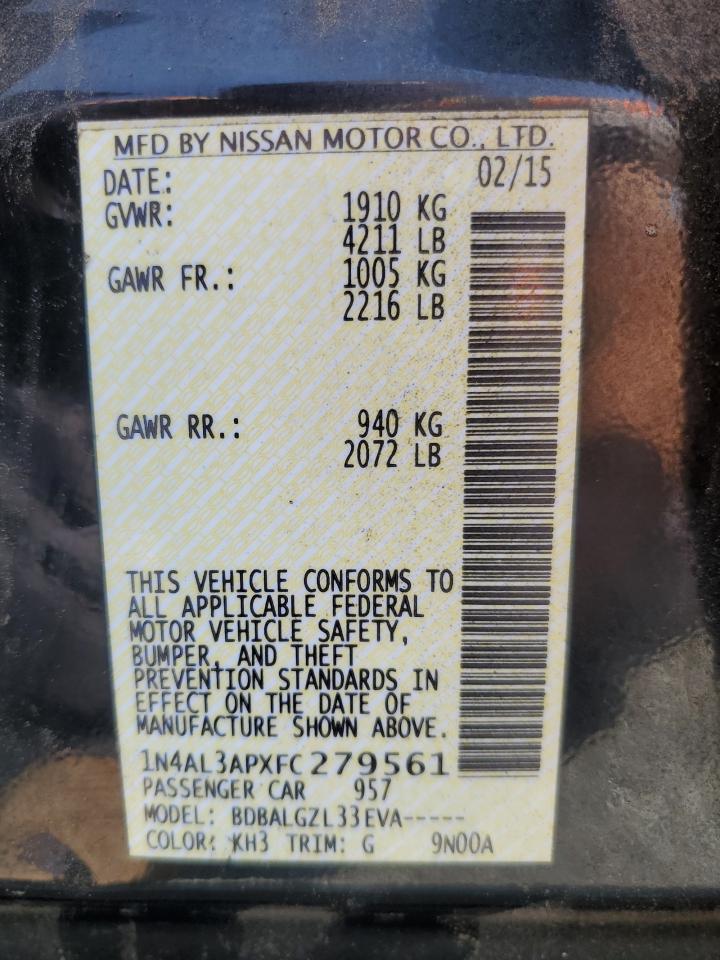 MFD BY NISSAN MOTOR CO., LTD.
DATE: 02/15
GVWR: 1910 KG
4211 LB
GAWR FR.: 1005 KG
2216 LB
GAWR RR.: 940 KG
2072 LB
THIS VEHICLE CONFORMS TO
ALL APPLICABLE FEDERAL
MOTOR VEHICLE SAFETY,
BUMPER, AND THEFT
PREVENTION STANDARDS IN
EFFECT ON THE DATE OF
MANUFACTURE SHOWN ABOVE.
1N4AL3APXFC279561
PASSENGER CAR 957
MODEL: BDBALGZL33EVA-----
COLOR: KH3 TRIM: G 9N00A